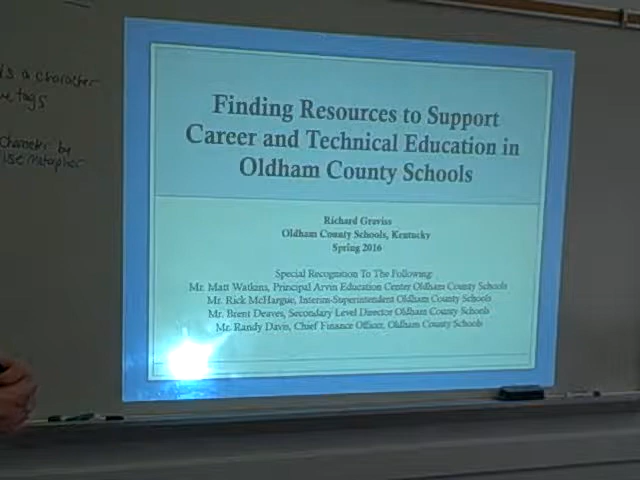 is a character
tags
character by
use metaphor
Finding Resources to Support
Career and Technical Education in
Oldham County Schools
Richard Graviss
Oldham County Schools, Kentucky
Spring 2016
Special Recognition To The Following:
Mr. Matt Watkins, Principal Arvin Education Center Oldham County Schools
Mr. Rick McHargue, Interim-Superintendent Oldham County Schools
Mr. Brent Deaves, Secondary Level Director Oldham County Schools
Mr. Randy Davis, Chief Finance Officer, Oldham County Schools